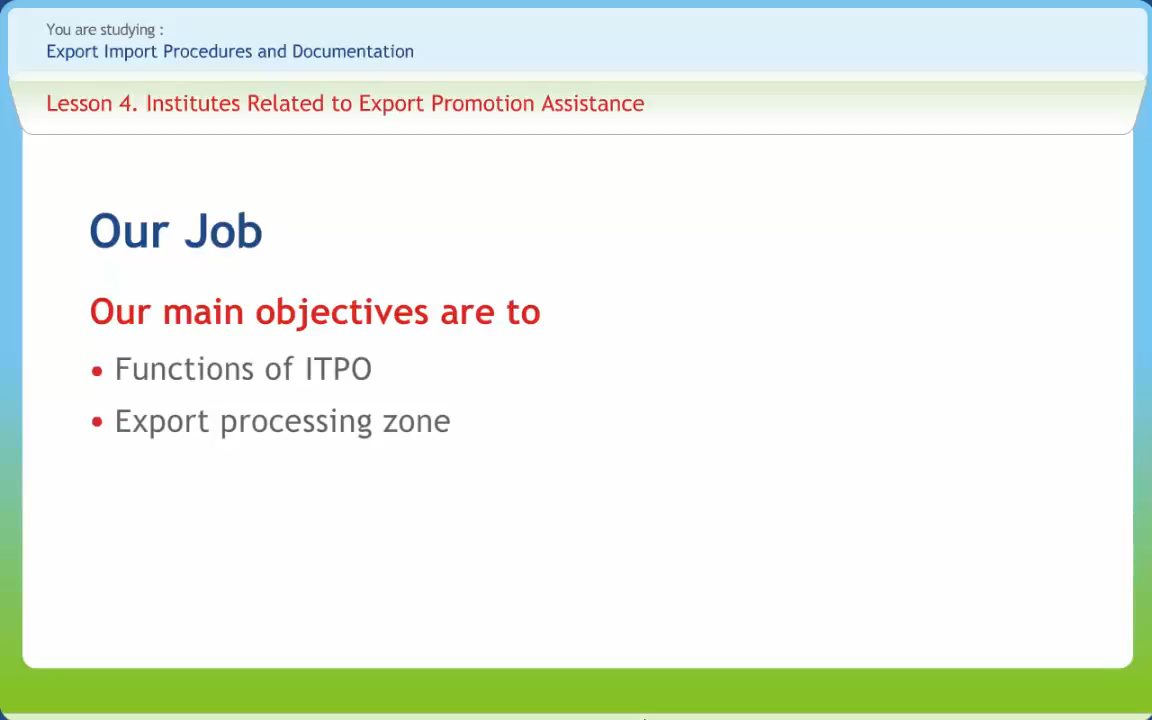 You are studying :
Export Import Procedures and Documentation
Lesson 4. Institutes Related to Export Promotion Assistance
Our Job
Our main objectives are to
• Functions of ITPO
• Export processing zone